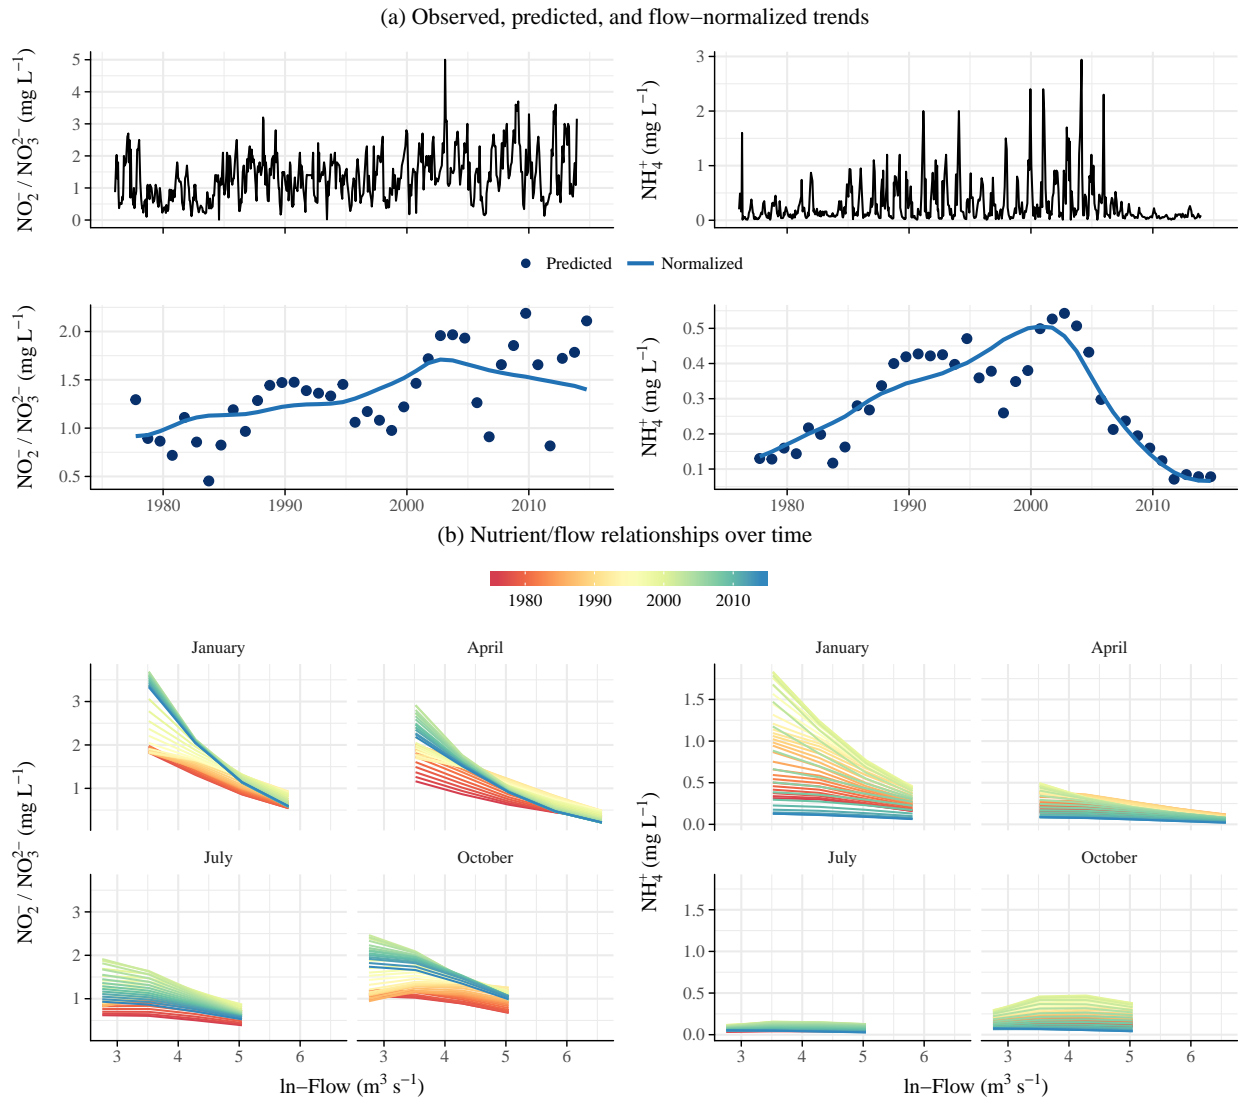 (a) Observed, predicted, and flow−normalized trends
NO₂⁻ / NO₃²⁻ (mg L⁻¹)
5
4
3
2
1
0
NH₄⁺ (mg L⁻¹)
3
2
1
0
Predicted
Normalized
NO₂⁻ / NO₃²⁻ (mg L⁻¹)
2.0
1.5
1.0
0.5
1980 1990 2000 2010
NH₄⁺ (mg L⁻¹)
0.5
0.4
0.3
0.2
0.1
1980 1990 2000 2010
(b) Nutrient/flow relationships over time
1980 1990 2000 2010
NO₂⁻ / NO₃²⁻ (mg L⁻¹)
January
April
3
2
1
July
October
3
2
1
3 4 5 6
3 4 5 6
ln−Flow (m³ s⁻¹)
NH₄⁺ (mg L⁻¹)
January
April
1.5
1.0
0.5
0.0
July
October
1.5
1.0
0.5
0.0
3 4 5 6
3 4 5 6
ln−Flow (m³ s⁻¹)